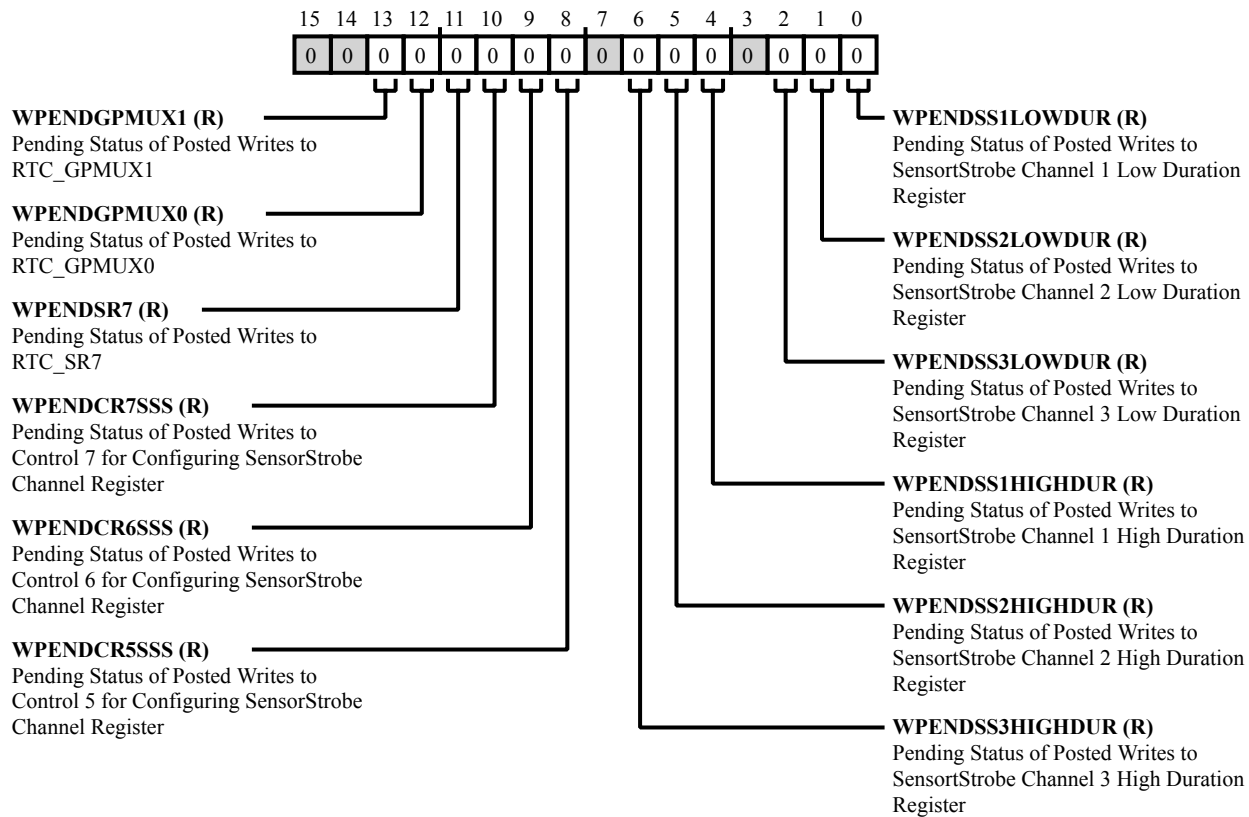 15 14 13 12 11 10 9 8 7 6 5 4 3 2 1 0
0 0 0 0 0 0 0 0 0 0 0 0 0 0 0 0
WPENDGPMUX1 (R)
Pending Status of Posted Writes to
RTC_GPMUX1
WPENDGPMUX0 (R)
Pending Status of Posted Writes to
RTC_GPMUX0
WPENDSR7 (R)
Pending Status of Posted Writes to
RTC_SR7
WPENDCR7SSS (R)
Pending Status of Posted Writes to
Control 7 for Configuring SensorStrobe
Channel Register
WPENDCR6SSS (R)
Pending Status of Posted Writes to
Control 6 for Configuring SensorStrobe
Channel Register
WPENDCR5SSS (R)
Pending Status of Posted Writes to
Control 5 for Configuring SensorStrobe
Channel Register
WPENDSS1LOWDUR (R)
Pending Status of Posted Writes to
SensortStrobe Channel 1 Low Duration
Register
WPENDSS2LOWDUR (R)
Pending Status of Posted Writes to
SensortStrobe Channel 2 Low Duration
Register
WPENDSS3LOWDUR (R)
Pending Status of Posted Writes to
SensortStrobe Channel 3 Low Duration
Register
WPENDSS1HIGHDUR (R)
Pending Status of Posted Writes to
SensortStrobe Channel 1 High Duration
Register
WPENDSS2HIGHDUR (R)
Pending Status of Posted Writes to
SensortStrobe Channel 2 High Duration
Register
WPENDSS3HIGHDUR (R)
Pending Status of Posted Writes to
SensortStrobe Channel 3 High Duration
Register